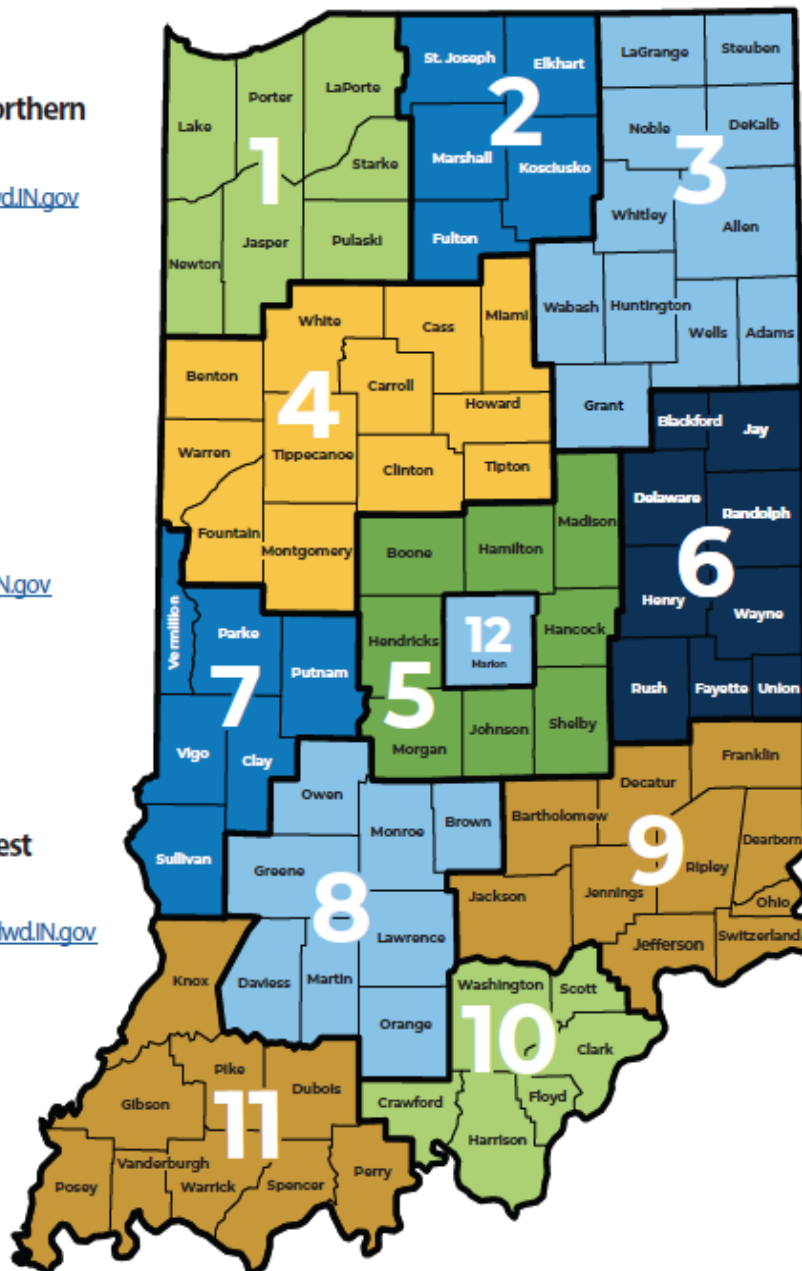 orthern
d.IN.gov
N.gov
est
lwd.IN.gov
St. Joseph
Elkhart
2
Marshall
Kosciusko
Fulton
LaGrange
Steuben
Noble
DeKalb
3
Whitley
Allen
Wabash
Huntington
Wells
Adams
Grant
Lake
Porter
LaPorte
1
Starke
Newton
Jasper
Pulaski
White
Cass
Miami
Benton
Carroll
4
Howard
Warren
Tippecanoe
Clinton
Tipton
Fountain
Montgomery
Blackford
Jay
Delaware
Randolph
6
Henry
Wayne
Rush
Fayette
Union
Boone
Hamilton
Madison
Hendricks
Hancock
5
Morgan
Johnson
Shelby
12
Marion
Vermillion
Parke
Putnam
7
Vigo
Clay
Sullivan
Owen
Monroe
Brown
Greene
8
Lawrence
Daviess
Martin
Orange
Franklin
Decatur
Bartholomew
9
Dearborn
Ripley
Jackson
Jennings
Ohio
Jefferson
Switzerland
Washington
Scott
10
Clark
Crawford
Floyd
Harrison
Knox
Pike
Dubois
Gibson
11
Vanderburgh
Warrick
Spencer
Perry
Posey